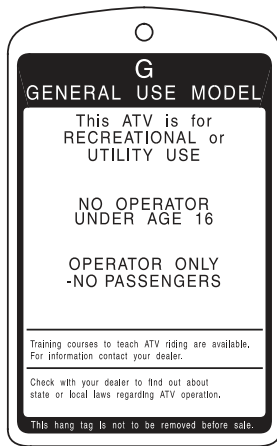 G
GENERAL USE MODEL
This ATV is for
RECREATIONAL or
UTILITY USE
NO OPERATOR
UNDER AGE 16
OPERATOR ONLY
-NO PASSENGERS
Training courses to teach ATV riding are available.
For information contact your dealer.
Check with your dealer to find out about
state or local laws regarding ATV operation.
This hang tag is not to be removed before sale.